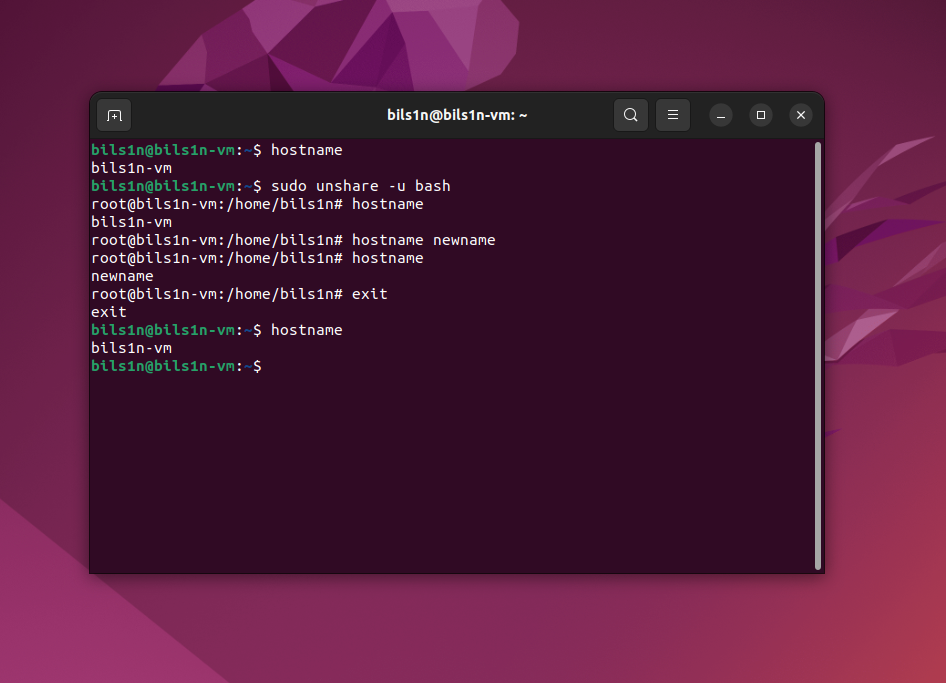 bils1n@bils1n-vm: ~
bils1n@bils1n-vm:~$ hostname
bils1n-vm
bils1n@bils1n-vm:~$ sudo unshare -u bash
root@bils1n-vm:/home/bils1n# hostname
bils1n-vm
root@bils1n-vm:/home/bils1n# hostname newname
root@bils1n-vm:/home/bils1n# hostname
newname
root@bils1n-vm:/home/bils1n# exit
exit
bils1n@bils1n-vm:~$ hostname
bils1n-vm
bils1n@bils1n-vm:~$